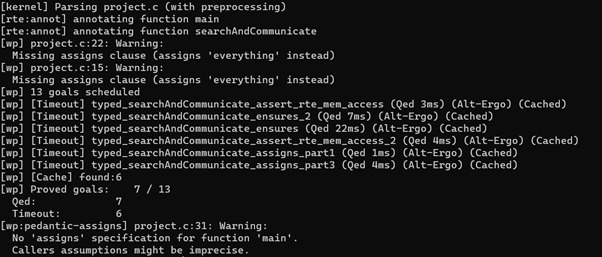 [kernel] Parsing project.c (with preprocessing)
[rte:annot] annotating function main
[rte:annot] annotating function searchAndCommunicate
[wp] project.c:22: Warning:
  Missing assigns clause (assigns 'everything' instead)
[wp] project.c:15: Warning:
  Missing assigns clause (assigns 'everything' instead)
[wp] 13 goals scheduled
[wp] [Timeout] typed_searchAndCommunicate_assert_rte_mem_access (Qed 3ms) (Alt-Ergo) (Cached)
[wp] [Timeout] typed_searchAndCommunicate_ensures_2 (Qed 7ms) (Alt-Ergo) (Cached)
[wp] [Timeout] typed_searchAndCommunicate_ensures (Qed 22ms) (Alt-Ergo) (Cached)
[wp] [Timeout] typed_searchAndCommunicate_assert_rte_mem_access_2 (Qed 4ms) (Alt-Ergo) (Cached)
[wp] [Timeout] typed_searchAndCommunicate_assigns_part1 (Qed 1ms) (Alt-Ergo) (Cached)
[wp] [Timeout] typed_searchAndCommunicate_assigns_part3 (Qed 4ms) (Alt-Ergo) (Cached)
[wp] [Cache] found:6
[wp] Proved goals:    7 / 13
  Qed:             7
  Timeout:         6
[wp:pedantic-assigns] project.c:31: Warning:
  No 'assigns' specification for function 'main'.
  Callers assumptions might be imprecise.